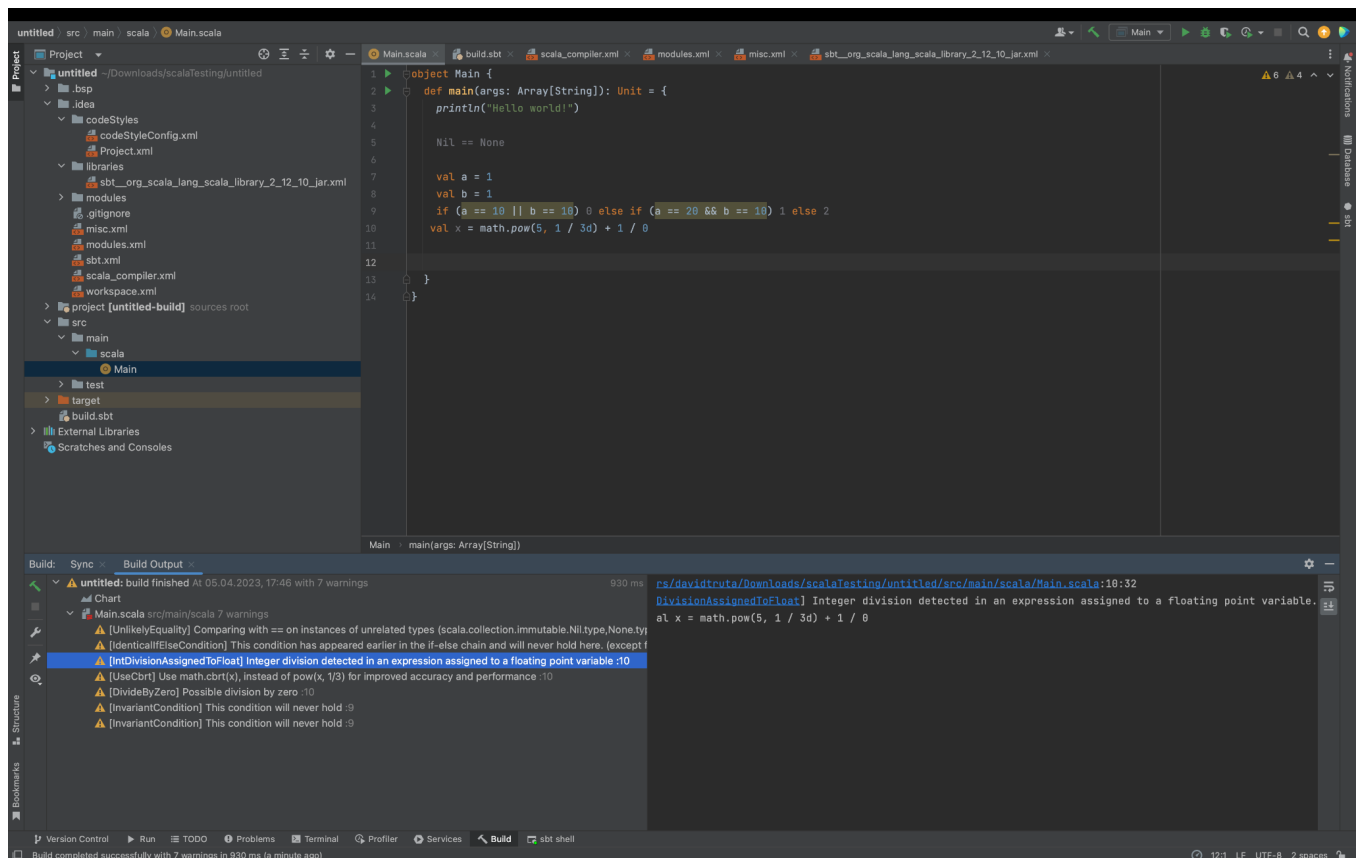 untitled src main scala Main.scala
Main
Project
Main.scala build.sbt scala_compiler.xml modules.xml misc.xml sbt__org_scala_lang_scala_library_2_12_10_jar.xml
Project
Notifications
Database
sbt
untitled ~/Downloads/scalaTesting/untitled
.bsp
.idea
codeStyles
codeStyleConfig.xml
Project.xml
libraries
sbt__org_scala_lang_scala_library_2_12_10_jar.xml
modules
.gitignore
misc.xml
modules.xml
sbt.xml
scala_compiler.xml
workspace.xml
project [untitled-build] sources root
src
main
scala
Main
test
target
build.sbt
External Libraries
Scratches and Consoles
6 4
1 object Main {
2 def main(args: Array[String]): Unit = {
3 println("Hello world!")
4
5 Nil == None
6
7 val a = 1
8 val b = 1
9 if (a == 10 || b == 10) 0 else if (a == 20 && b == 10) 1 else 2
10 val x = math.pow(5, 1 / 3d) + 1 / 0
11
12
13 }
14 }
Main main(args: Array[String])
Build: Sync Build Output
untitled: build finished At 05.04.2023, 17:46 with 7 warnings 930 ms
Chart
Main.scala src/main/scala 7 warnings
[UnlikelyEquality] Comparing with == on instances of unrelated types (scala.collection.immutable.Nil.type,None.typ
[IdenticalIfElseCondition] This condition has appeared earlier in the if-else chain and will never hold here. (except f
[IntDivisionAssignedToFloat] Integer division detected in an expression assigned to a floating point variable :10
[UseCbrt] Use math.cbrt(x), instead of pow(x, 1/3) for improved accuracy and performance :10
[DivideByZero] Possible division by zero :10
[InvariantCondition] This condition will never hold :9
[InvariantCondition] This condition will never hold :9
rs/davidtruta/Downloads/scalaTesting/untitled/src/main/scala/Main.scala:10:32
DivisionAssignedToFloat] Integer division detected in an expression assigned to a floating point variable.
al x = math.pow(5, 1 / 3d) + 1 / 0
Structure
Bookmarks
Version Control Run TODO Problems Terminal Profiler Services Build sbt shell
Build completed successfully with 7 warnings in 930 ms (a minute ago)
12:1 LF UTF-8 2 spaces